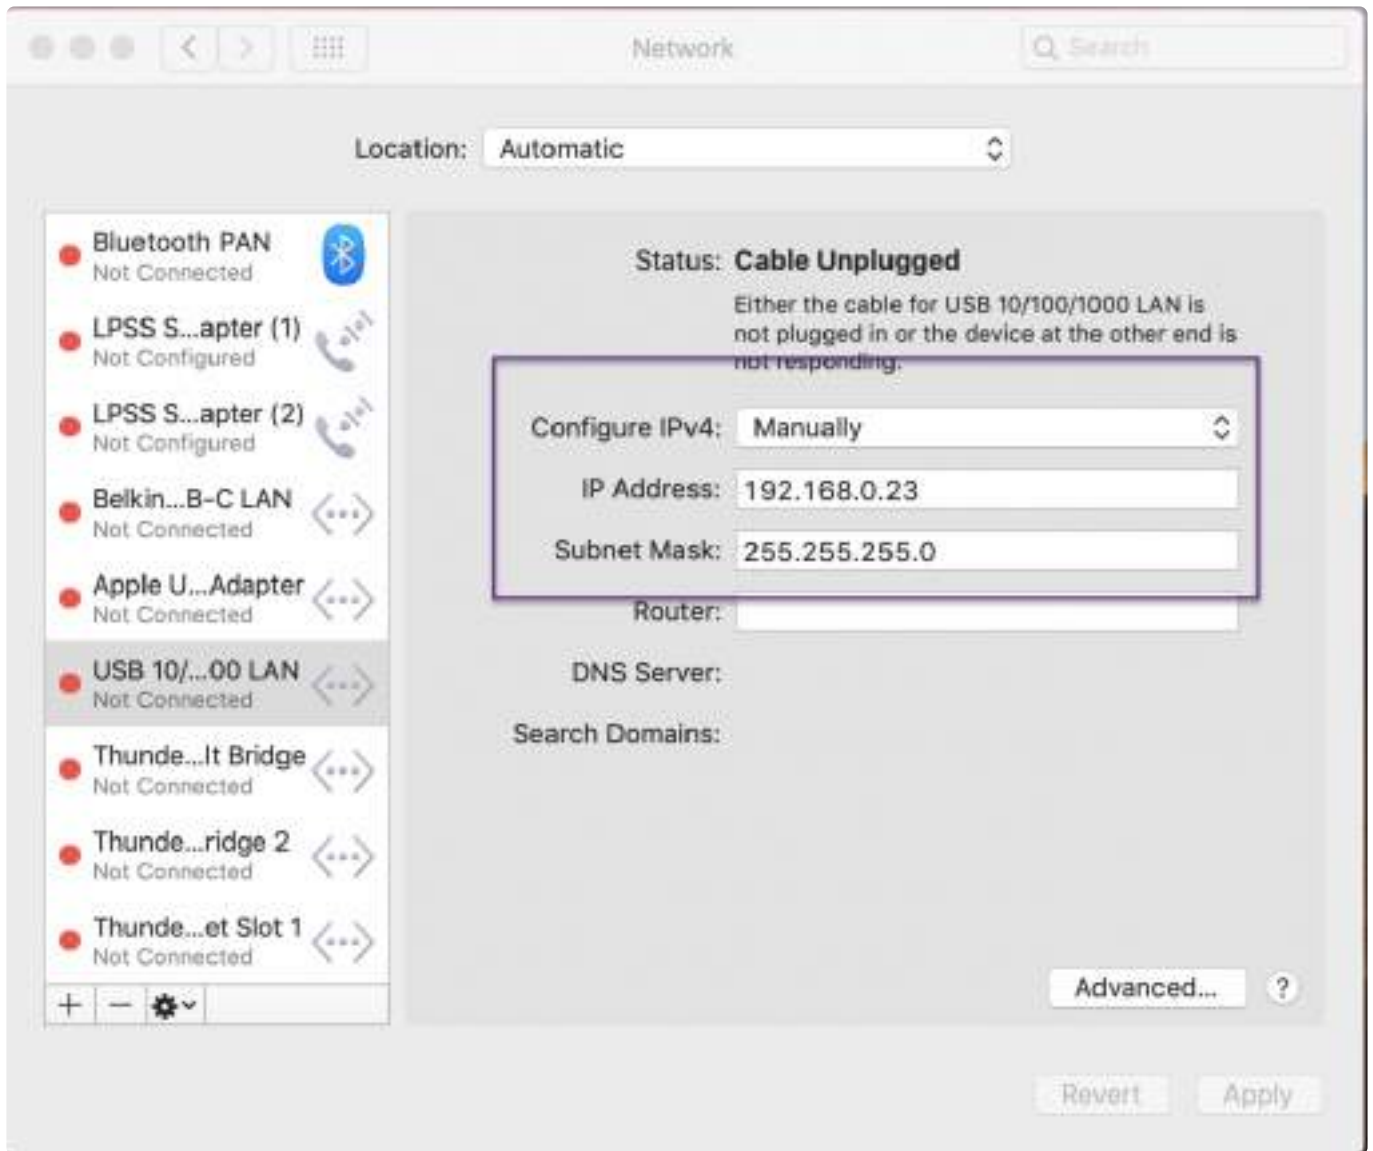 Network
Search
Location: Automatic
Bluetooth PAN
Not Connected
LPSS S...apter (1)
Not Configured
LPSS S...apter (2)
Not Configured
Belkin...B-C LAN
Not Connected
Apple U...Adapter
Not Connected
USB 10/...00 LAN
Not Connected
Thunde...lt Bridge
Not Connected
Thunde...ridge 2
Not Connected
Thunde...et Slot 1
Not Connected
Status: Cable Unplugged
Either the cable for USB 10/100/1000 LAN is
not plugged in or the device at the other end is
not responding.
Configure IPv4: Manually
IP Address: 192.168.0.23
Subnet Mask: 255.255.255.0
Router:
DNS Server:
Search Domains:
Advanced...
?
Revert
Apply